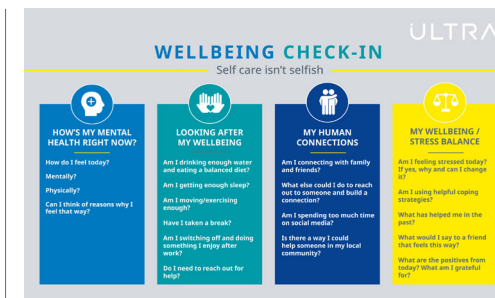 ULTRA
WELLBEING CHECK-IN
Self care isn't selfish
HOW'S MY MENTAL
HEALTH RIGHT NOW?
How do I feel today?
Mentally?
Physically?
Can I think of reasons why I
feel that way?
LOOKING AFTER
MY WELLBEING
Am I drinking enough water
and eating a balanced diet?
Am I getting enough sleep?
Am I moving/exercising
enough?
Have I taken a break?
Am I switching off and doing
something I enjoy after
work?
Do I need to reach out for
help?
MY HUMAN
CONNECTIONS
Am I connecting with family
and friends?
What else could I do to reach
out to someone and build a
connection?
Am I spending too much time
on social media?
Is there a way I could
help someone in my local
community?
MY WELLBEING /
STRESS BALANCE
Am I feeling stressed today?
If yes, why and can I change
it?
Am I using helpful coping
strategies?
What has helped me in the
past?
What would I say to a friend
that feels this way?
What are the positives from
today? What am I grateful
for?